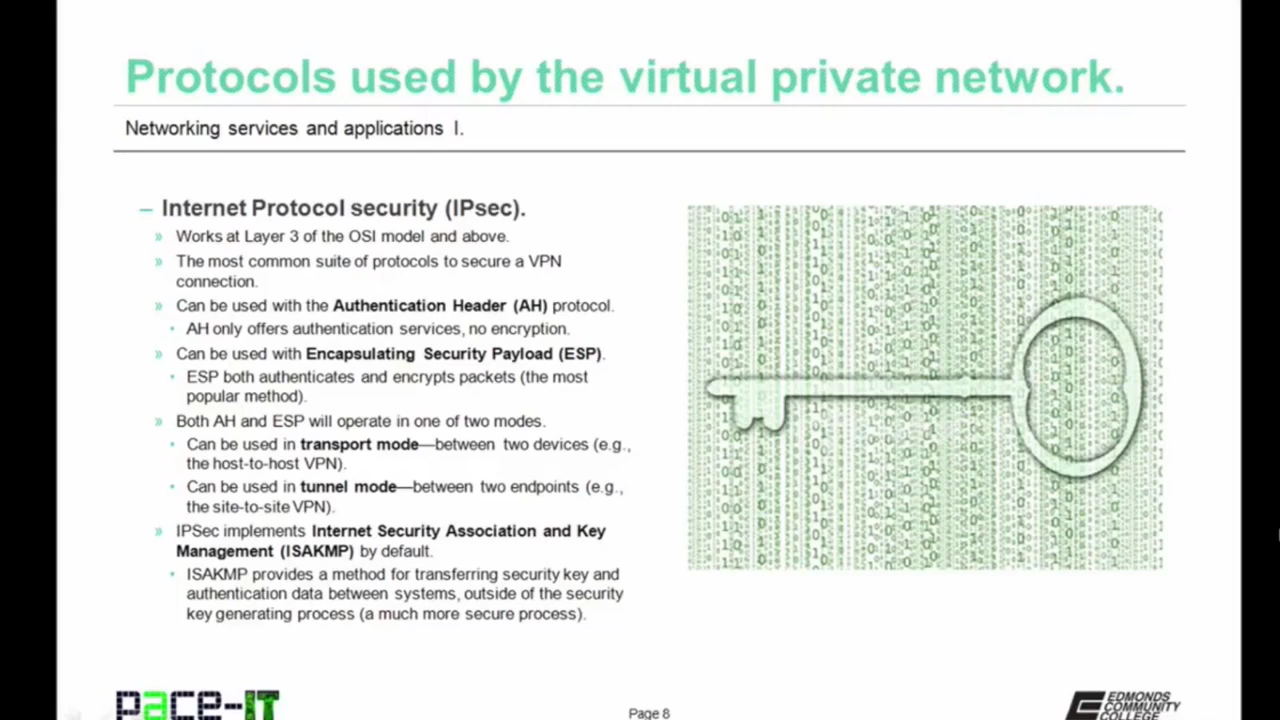 Protocols used by the virtual private network.
Networking services and applications I.
– Internet Protocol security (IPsec).
» Works at Layer 3 of the OSI model and above.
» The most common suite of protocols to secure a VPN
connection.
» Can be used with the Authentication Header (AH) protocol.
• AH only offers authentication services, no encryption.
» Can be used with Encapsulating Security Payload (ESP).
• ESP both authenticates and encrypts packets (the most
popular method).
» Both AH and ESP will operate in one of two modes.
• Can be used in transport mode—between two devices (e.g.,
the host-to-host VPN).
• Can be used in tunnel mode—between two endpoints (e.g.,
the site-to-site VPN).
» IPSec implements Internet Security Association and Key
Management (ISAKMP) by default.
• ISAKMP provides a method for transferring security key and
authentication data between systems, outside of the security
key generating process (a much more secure process).
pace-IT
Page 8
EDMONDS
COMMUNITY
COLLEGE